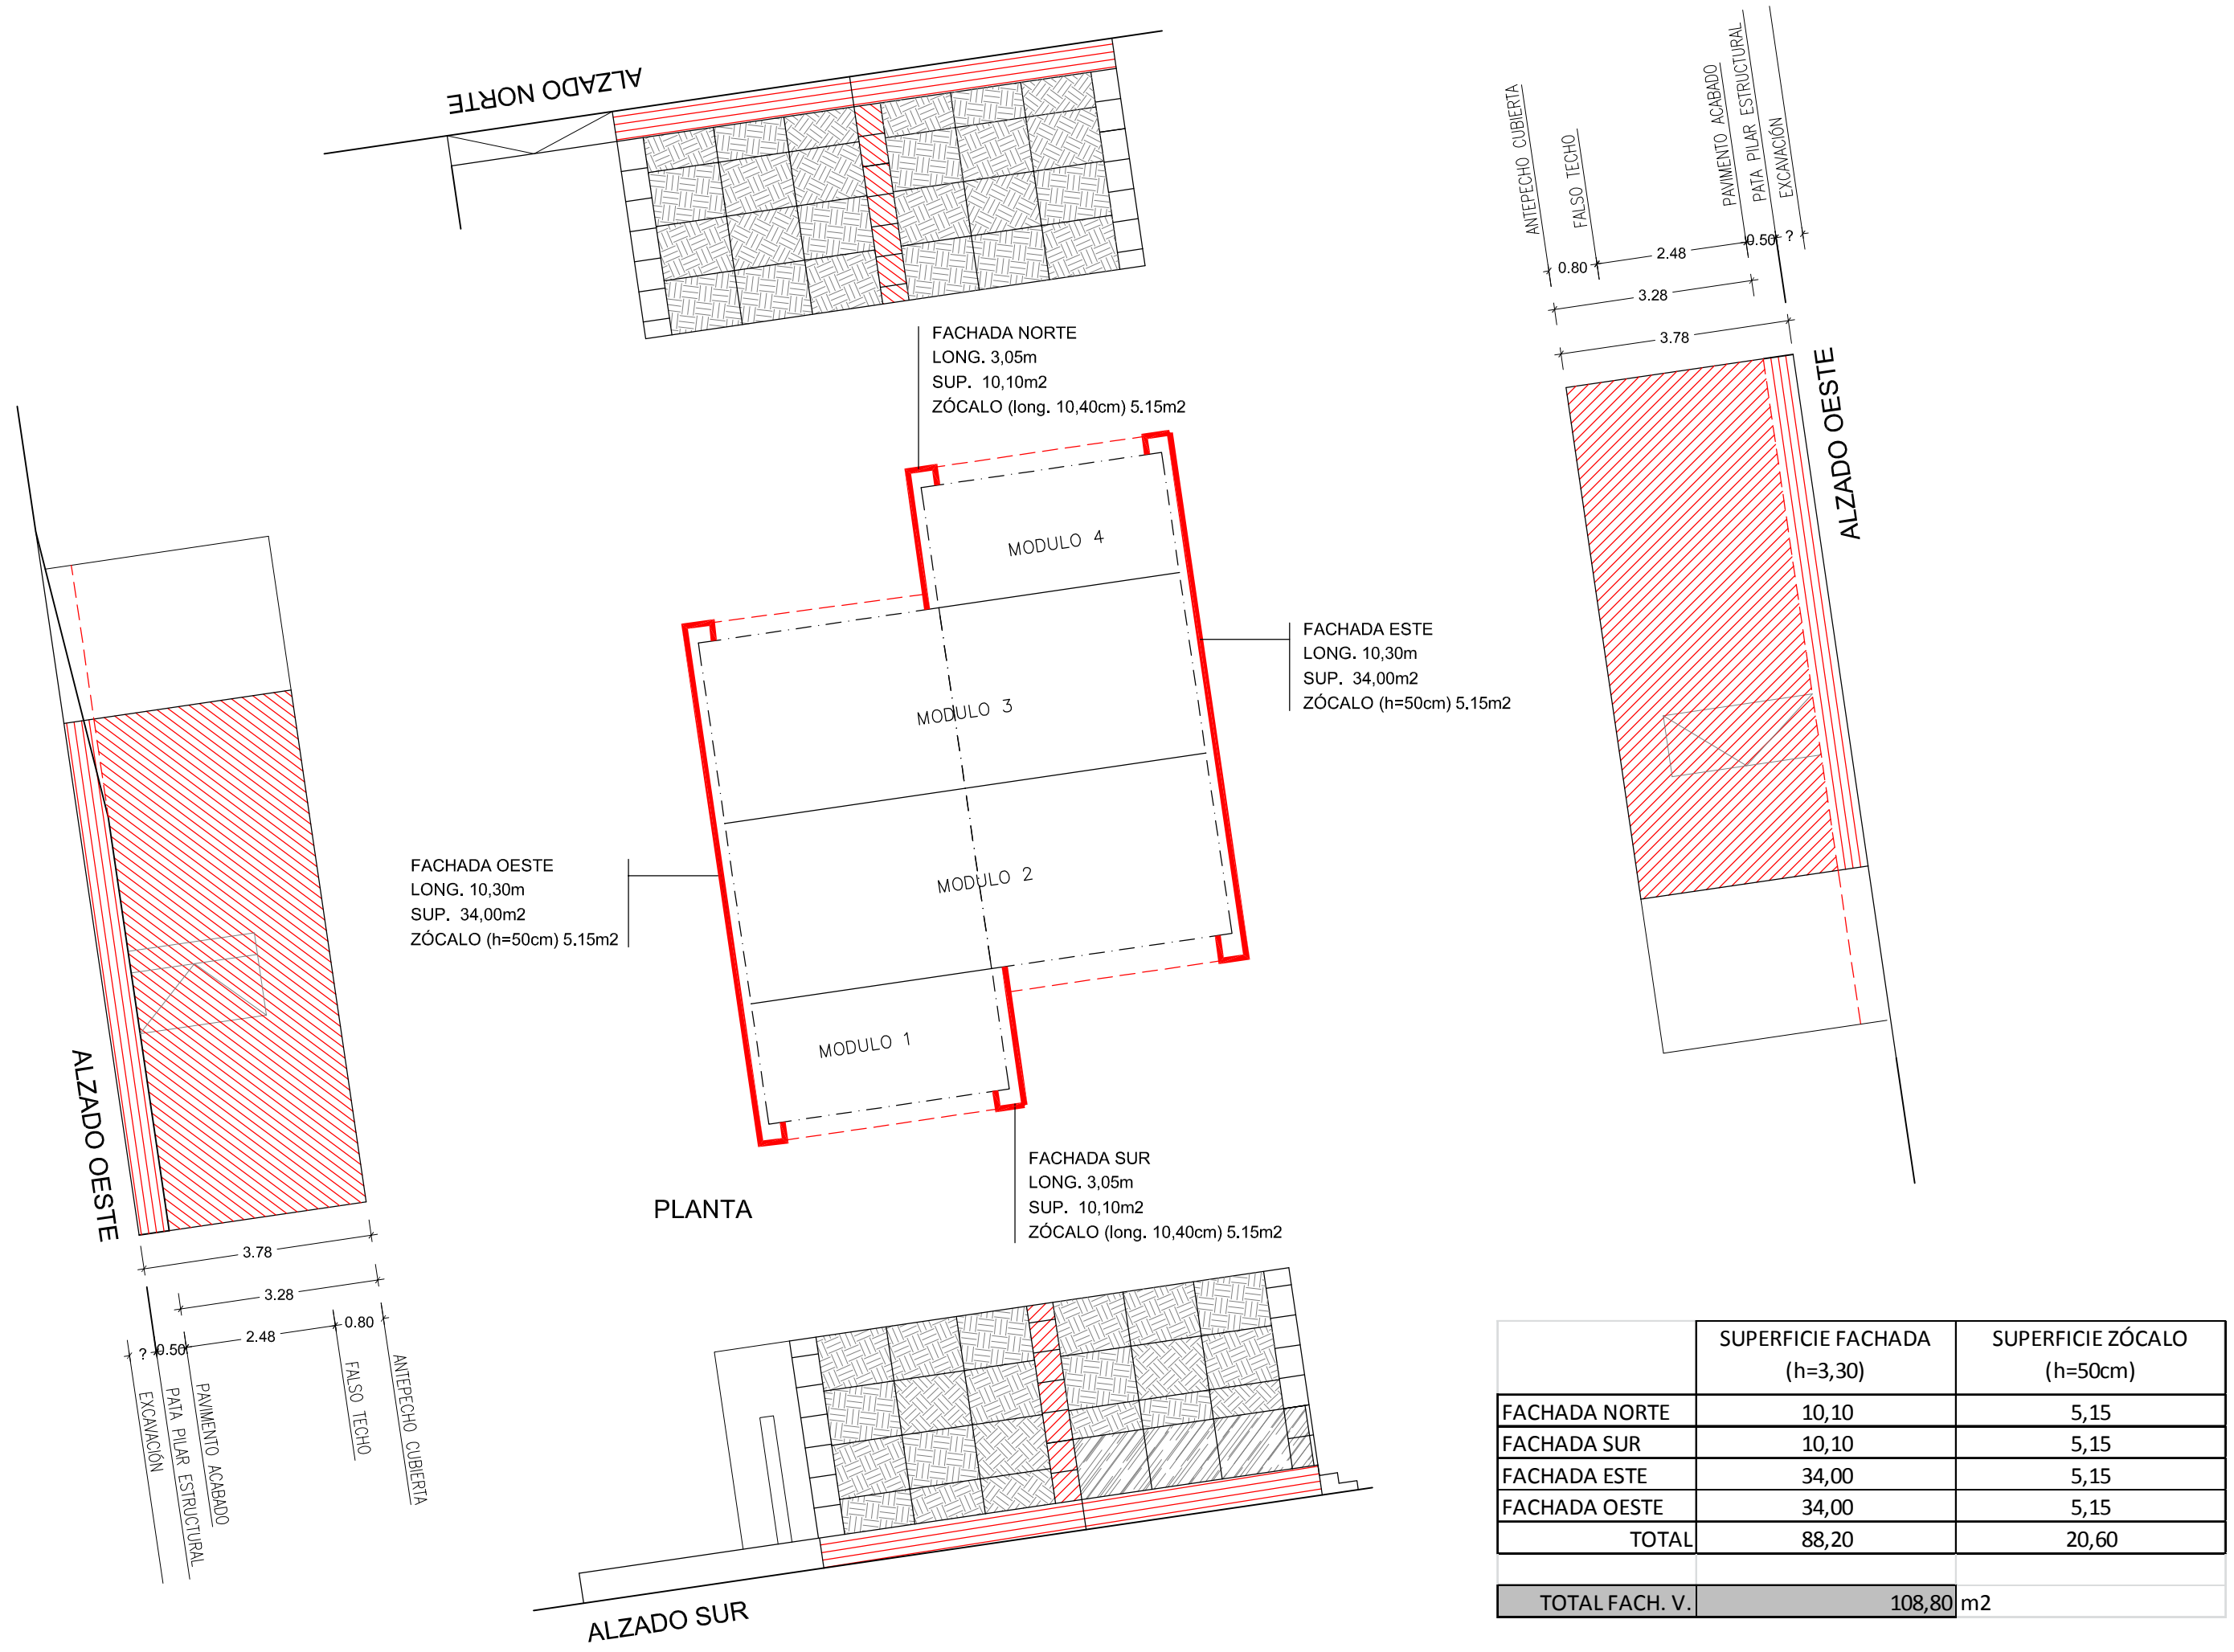 ALZADO NORTE
ANTEPECHO CUBIERTA
FALSO TECHO
PAVIMENTO ACABADO
PATA PILAR ESTRUCTURAL
EXCAVACIÓN
0.80
2.48
0.50
?
3.28
3.78
ALZADO OESTE
FACHADA NORTE
LONG. 3,05m
SUP. 10,10m2
ZÓCALO (long. 10,40cm) 5.15m2
MODULO 4
MODULO 3
MODULO 2
MODULO 1
FACHADA ESTE
LONG. 10,30m
SUP. 34,00m2
ZÓCALO (h=50cm) 5.15m2
FACHADA OESTE
LONG. 10,30m
SUP. 34,00m2
ZÓCALO (h=50cm) 5.15m2
FACHADA SUR
LONG. 3,05m
SUP. 10,10m2
ZÓCALO (long. 10,40cm) 5.15m2
PLANTA
ALZADO OESTE
3.78
3.28
? 0.50 2.48 0.80
EXCAVACIÓN
PATA PILAR ESTRUCTURAL
PAVIMENTO ACABADO
FALSO TECHO
ANTEPECHO CUBIERTA
ALZADO SUR
SUPERFICIE FACHADA SUPERFICIE ZÓCALO
(h=3,30) (h=50cm)
FACHADA NORTE 10,10 5,15
FACHADA SUR 10,10 5,15
FACHADA ESTE 34,00 5,15
FACHADA OESTE 34,00 5,15
TOTAL 88,20 20,60
TOTAL FACH. V. 108,80 m2